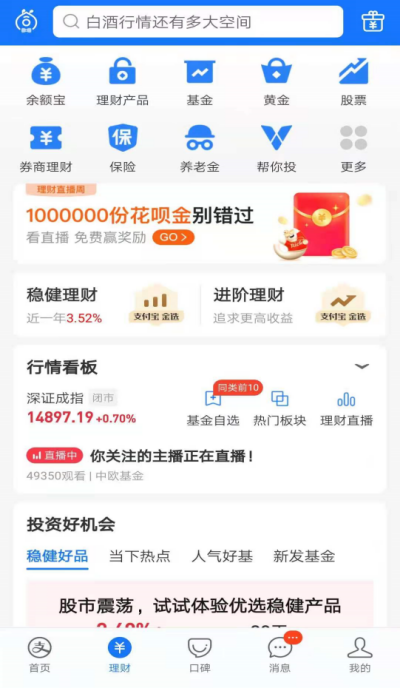 白酒行情还有多大空间
余额宝 理财产品 基金 黄金 股票
券商理财 保险 养老金 帮你投 更多
理财直播周
1000000份花呗金别错过
看直播 免费赢奖励 GO >
稳健理财 进阶理财
近一年3.52% 支付宝 金选 追求更高收益 支付宝 金选
行情看板
同类前10
深证成指 闭市
14897.19 +0.70% 基金自选 热门板块 理财直播
直播中 你关注的主播正在直播！
49350观看 | 中欧基金
投资好机会
稳健好品 当下热点 人气好基 新发基金
股市震荡，试试体验优选稳健产品
首页 理财 口碑 消息 我的